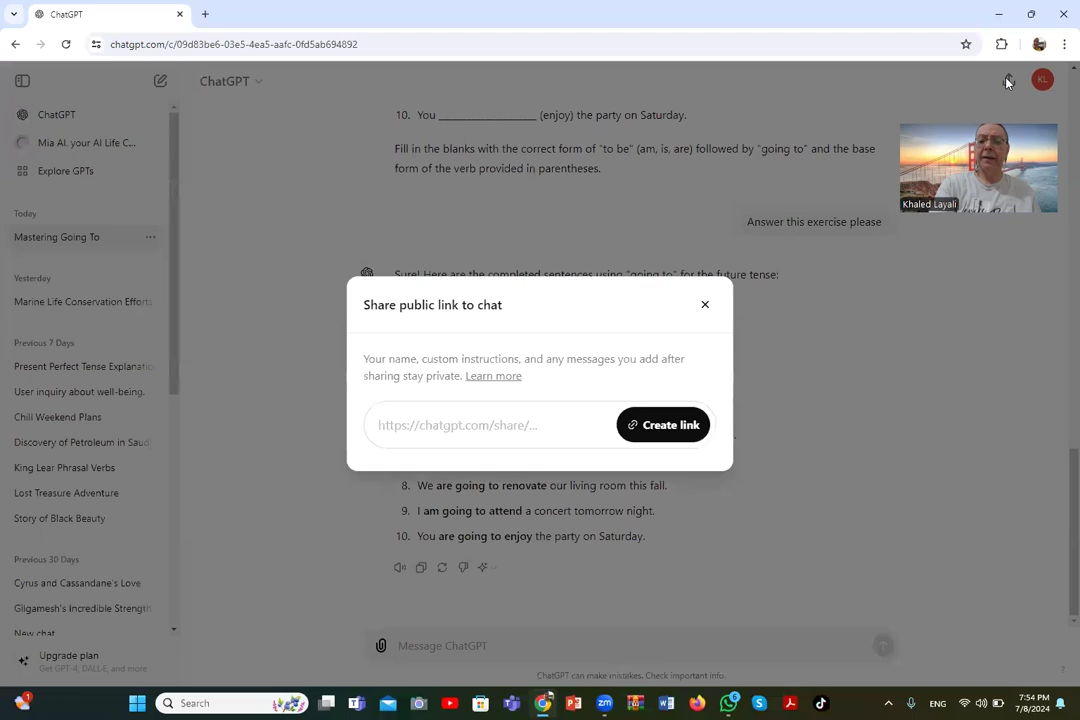 ChatGPT
chatgpt.com/c/09d83be6-03e5-4ea5-aafc-0fd5ab694892
ChatGPT
KL
ChatGPT
Mia AI. your AI Life C...
Explore GPTs
Today
Mastering Going To
Yesterday
Marine Life Conservation Efforts
Previous 7 Days
Present Perfect Tense Explanatio
User inquiry about well-being.
Chill Weekend Plans
Discovery of Petroleum in Saud
King Lear Phrasal Verbs
Lost Treasure Adventure
Story of Black Beauty
Previous 30 Days
Cyrus and Cassandane's Love
Gilgamesh's Incredible Strength
New chat
Upgrade plan
Get GPT-4, DALL-E, and more
10. You __________________ (enjoy) the party on Saturday.
Fill in the blanks with the correct form of "to be" (am, is, are) followed by "going to" and the base
form of the verb provided in parentheses.
Khaled Layali
Answer this exercise please
Sure! Here are the completed sentences using "going to" for the future tense:
Share public link to chat
Your name, custom instructions, and any messages you add after
sharing stay private. Learn more
https://chatgpt.com/share/...
Create link
8. We are going to renovate our living room this fall.
9. I am going to attend a concert tomorrow night.
10. You are going to enjoy the party on Saturday.
Message ChatGPT
ChatGPT can make mistakes. Check important info.
?
1
Search
6
ENG
7:54 PM
7/8/2024